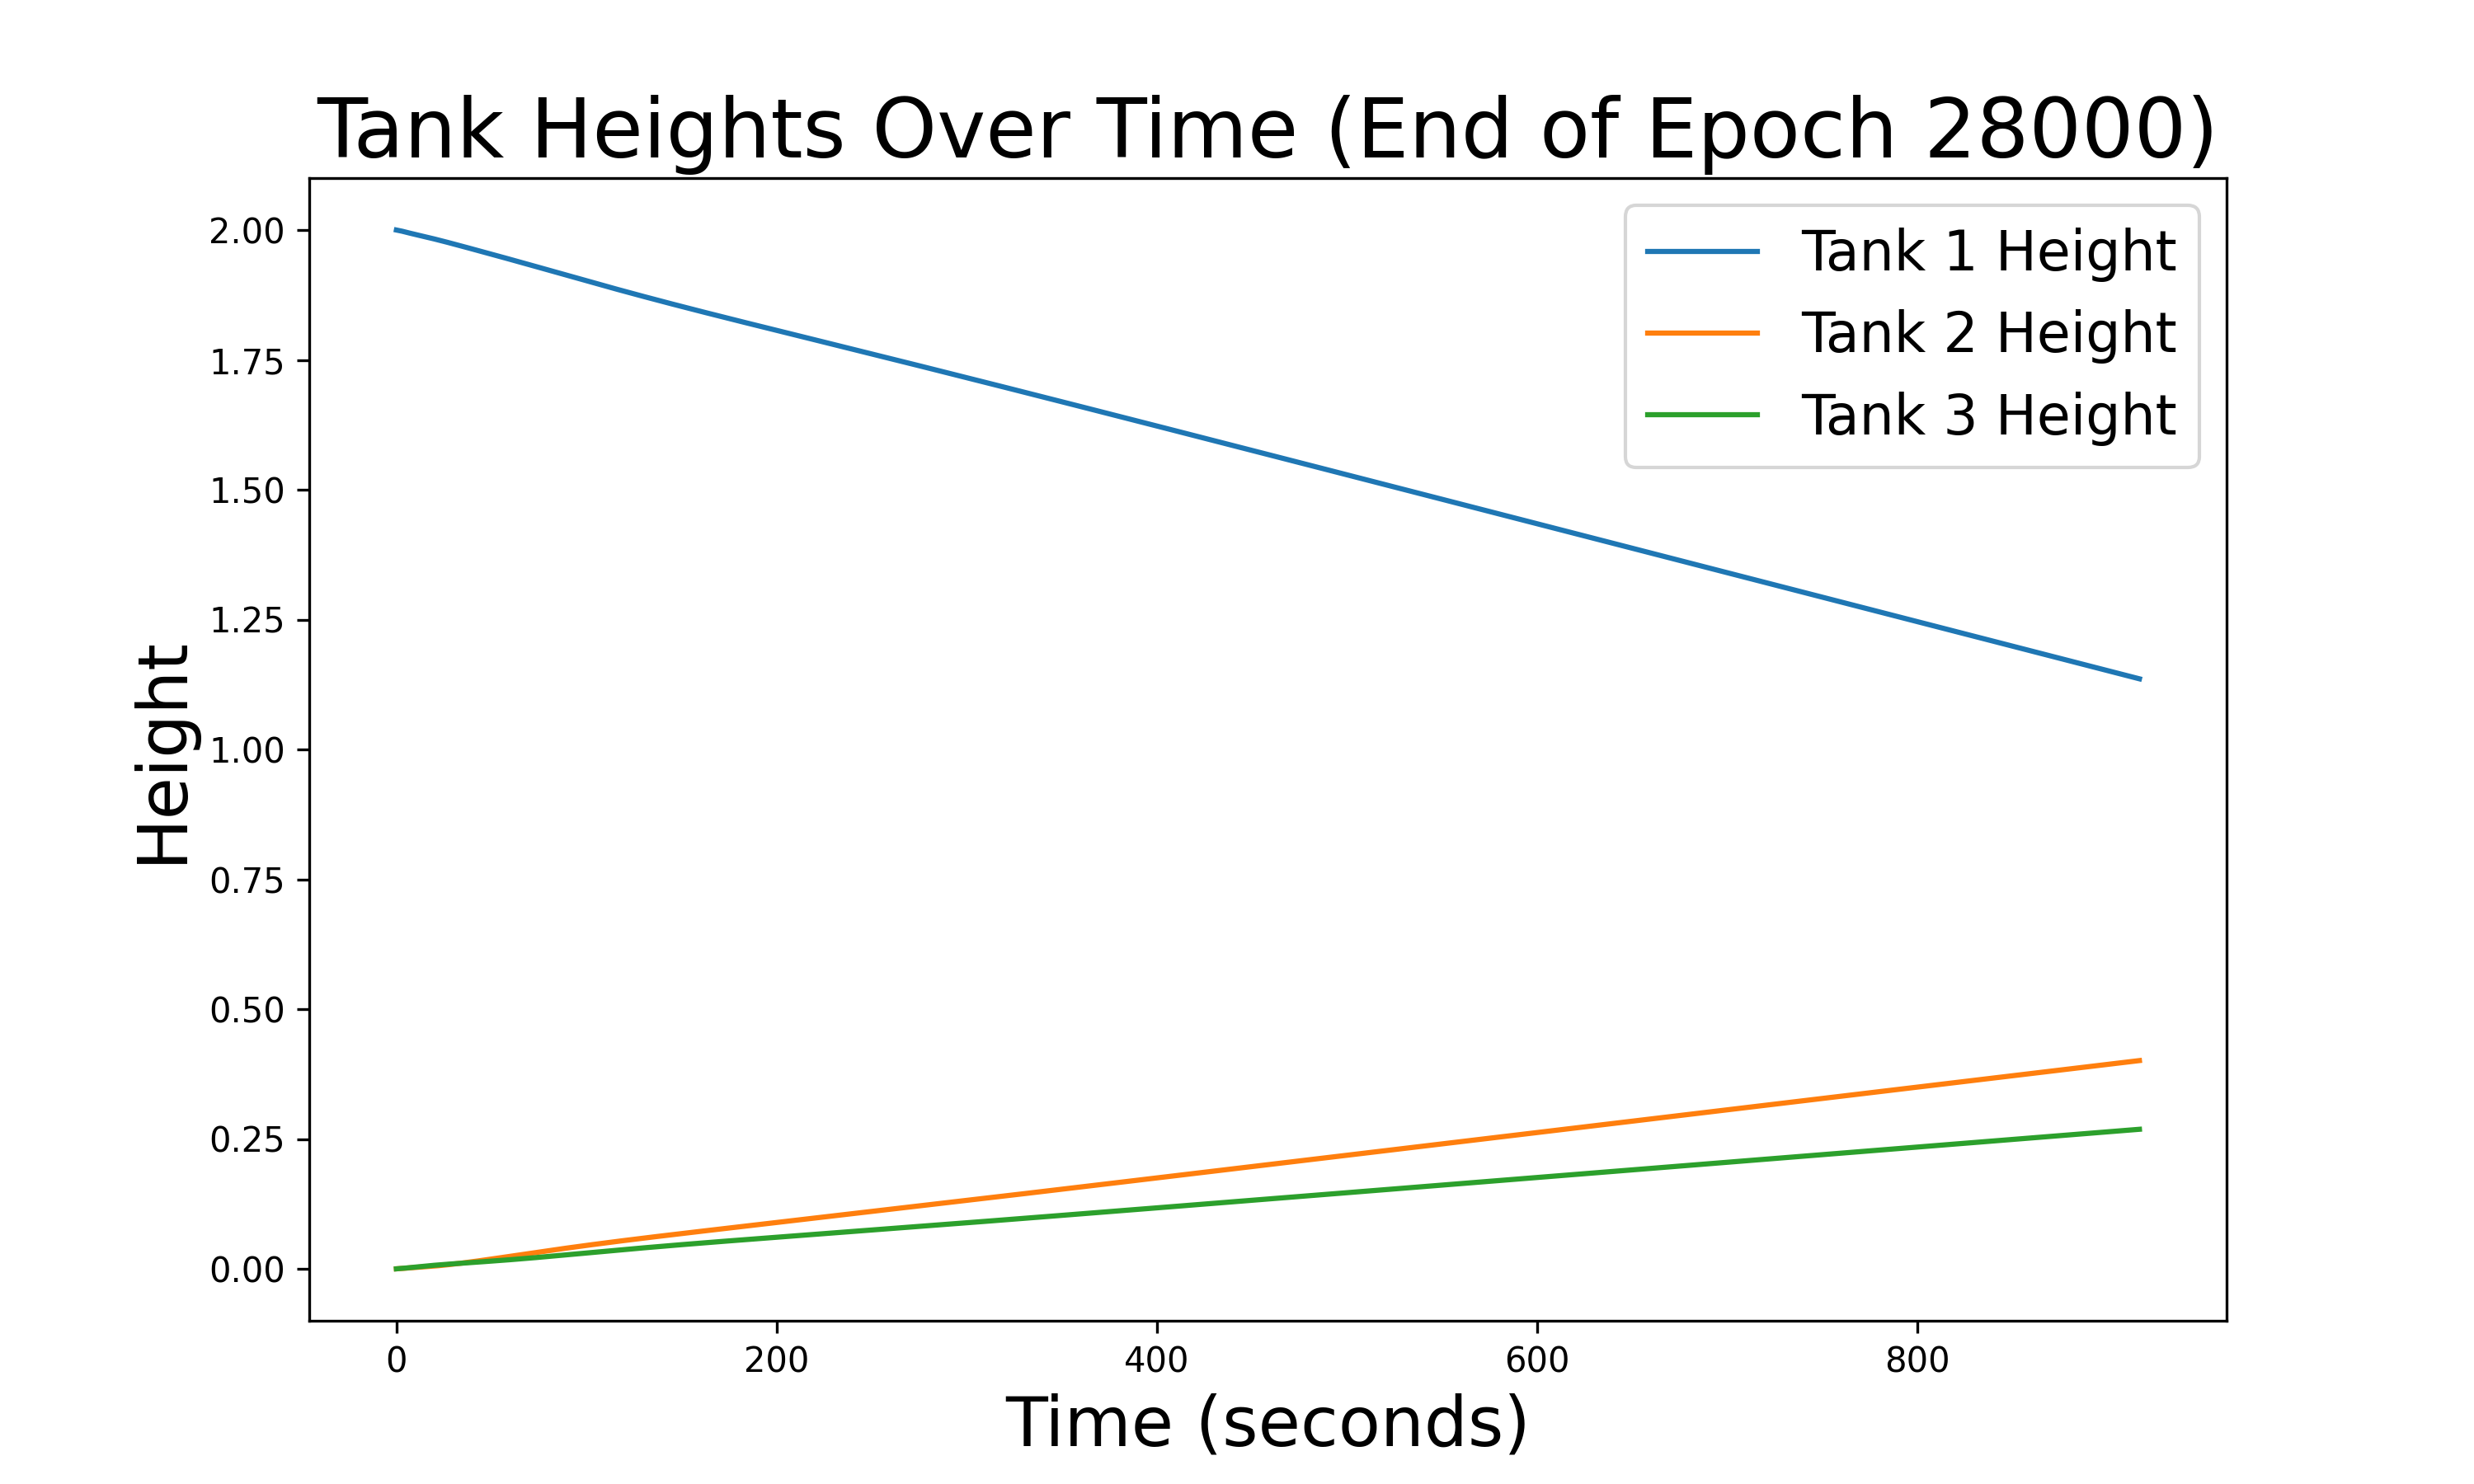 Tank Heights Over Time (End of Epoch 28000)
2.00
1.75
1.50
1.25
1.00
0.75
0.50
0.25
0.00
Height
Tank 1 Height
Tank 2 Height
Tank 3 Height
0 200 400 600 800
Time (seconds)